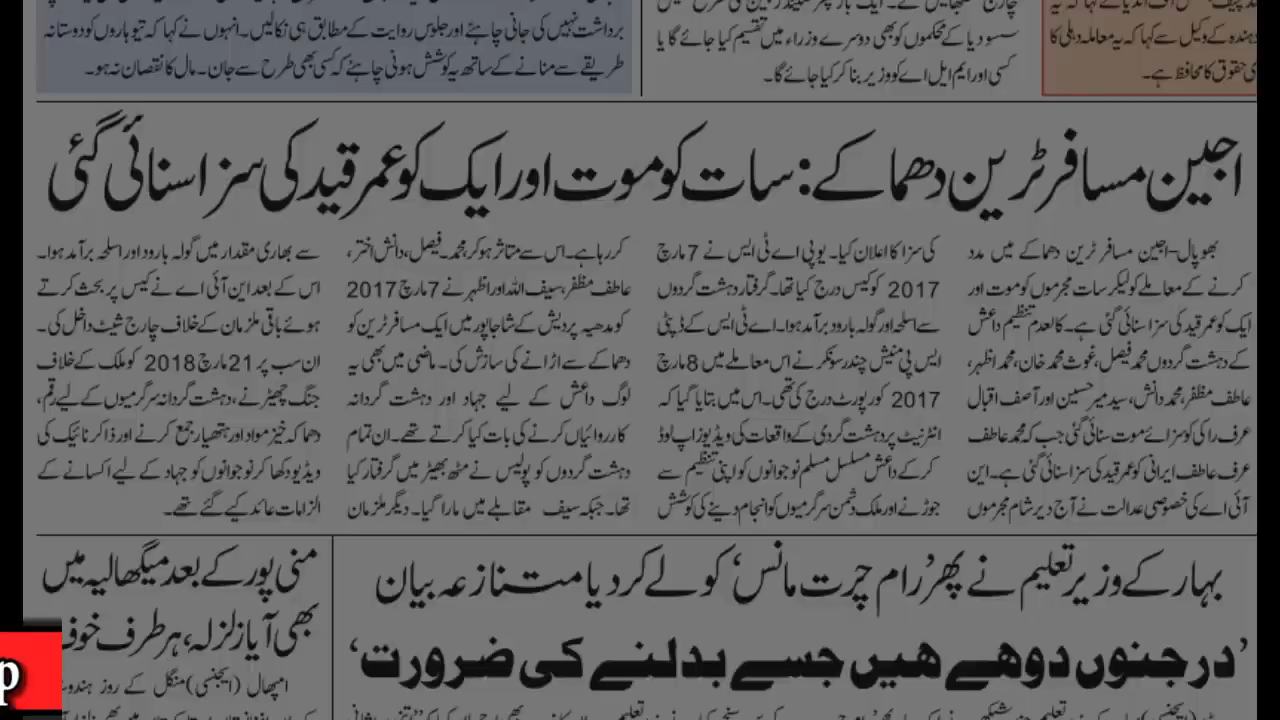 برداشت نہیں کی جانی چاہئے اور جلوس روایت کے مطابق ہی نکالیں۔ انہوں نے کہا کہ تیوہاروں کو دوستانہ
طریقے سے منانے کے ساتھ یہ کوشش ہونی چاہئے کہ کسی بھی طرح سے جان۔ مال کا نقصان نہ ہو۔
سسودیا کے محکموں کو بھی دوسرے وزراء میں تقسیم کیا جائے گا یا
کسی اور ایم ایل اے کو وزیر بنا کر کیا جائے گا۔
دہندہ کے وکیل سے کہا کہ یہ معاملہ دہلی کا
حقوق کا محافظ ہے۔
اجین مسافر ٹرین دھماکے: سات کو موت اور ایک کو عمر قید کی سزا سنائی گئی
بھوپال-اجین مسافر ٹرین دھماکے میں مدد
کرنے کے معاملے کو لیکر سات مجرموں کو موت اور
ایک کو عمر قید کی سزا سنائی گئی ہے۔ کالعدم تنظیم داعش
کے دہشت گردوں محمد فیصل، غوث محمد خان، محمد اظہر،
عاطف مظفر، محمد دانش، سید میر حسین اور آصف اقبال
عرف راکی کو سزائے موت سنائی گئی جب کہ محمد عاطف
عرف عاطف ایرانی کو عمر قید کی سزا سنائی گئی ہے۔ این
آئی اے کی خصوصی عدالت نے آج دیر شام مجرموں
کی سزا کا اعلان کیا۔ یوپی اے ٹی ایس نے 7 مارچ
2017 کو کیس درج کیا تھا۔ گرفتار دہشت گردوں
سے اسلحہ اور گولہ بارود برآمد ہوا۔ اے ٹی ایس کے ڈپٹی
ایس پی منیش چندر سونکر نے اس معاملے میں 8 مارچ
2017 کو رپورٹ درج کی تھی۔ اس میں بتایا گیا کہ
انٹرنیٹ پر دہشت گردی کے واقعات کی ویڈیوز اپ لوڈ
کر کے داعش مسلسل مسلم نوجوانوں کو اپنی تنظیم سے
جوڑنے اور ملک دشمن سرگرمیوں کو انجام دینے کی کوشش
کر رہا ہے۔ اس سے متاثر ہو کر محمد۔ فیصل، دانش اختر،
عاطف مظفر، سیف اللہ اور اظہر نے 7 مارچ 2017
کو مدھیہ پردیش کے شاجاپور میں ایک مسافر ٹرین کو
دھماکے سے اڑانے کی سازش کی۔ ماضی میں بھی یہ
لوگ داعش کے لیے جہاد اور دہشت گردانہ
کارروائیاں کرنے کی بات کیا کرتے تھے۔ ان تمام
دہشت گردوں کو پولیس نے مڈھ بھیڑ میں گرفتار کیا
تھا۔ جبکہ سیف مقابلے میں مارا گیا۔ دیگر ملزمان
سے بھاری مقدار میں گولہ بارود اور اسلحہ برآمد ہوا۔
اس کے بعد این آئی اے نے کیس پر بحث کرتے
ہوئے باقی ملزمان کے خلاف چارج شیٹ داخل کی۔
ان سب پر 21 مارچ 2018 کو ملک کے خلاف
جنگ چھیڑنے، دہشت گردانہ سرگرمیوں کے لیے رقم،
دھماکہ خیز مواد اور ہتھیار جمع کرنے اور ذاکر نائیک کی
ویڈیو دکھا کر نوجوانوں کو جہاد کے لیے اکسانے کے
الزامات عائد کیے گئے تھے۔
بہار کے وزیر تعلیم نے پھر 'رام چرت مانس' کو لے کر دیا متنازعہ بیان
'درجنوں دوھے ھیں جسے بدلنے کی ضرورت'
منی پور کے بعد میگھالیہ میں
بھی آیا زلزلہ، ہر طرف خوف
امپھال (ایجنسی) منگل کے روز
p